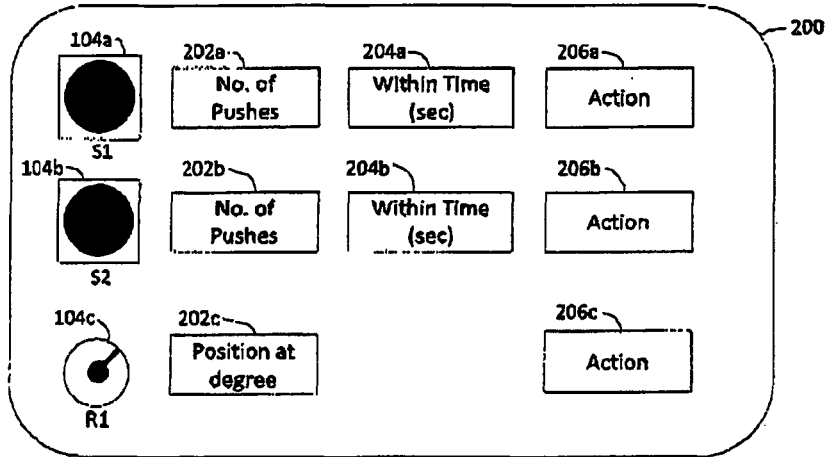 200
104a
202a
204a
206a
No. of
Pushes
Within Time
(sec)
Action
S1
104b
202b
204b
206b
No. of
Pushes
Within Time
(sec)
Action
S2
104c
202c
206c
Position at
degree
Action
R1